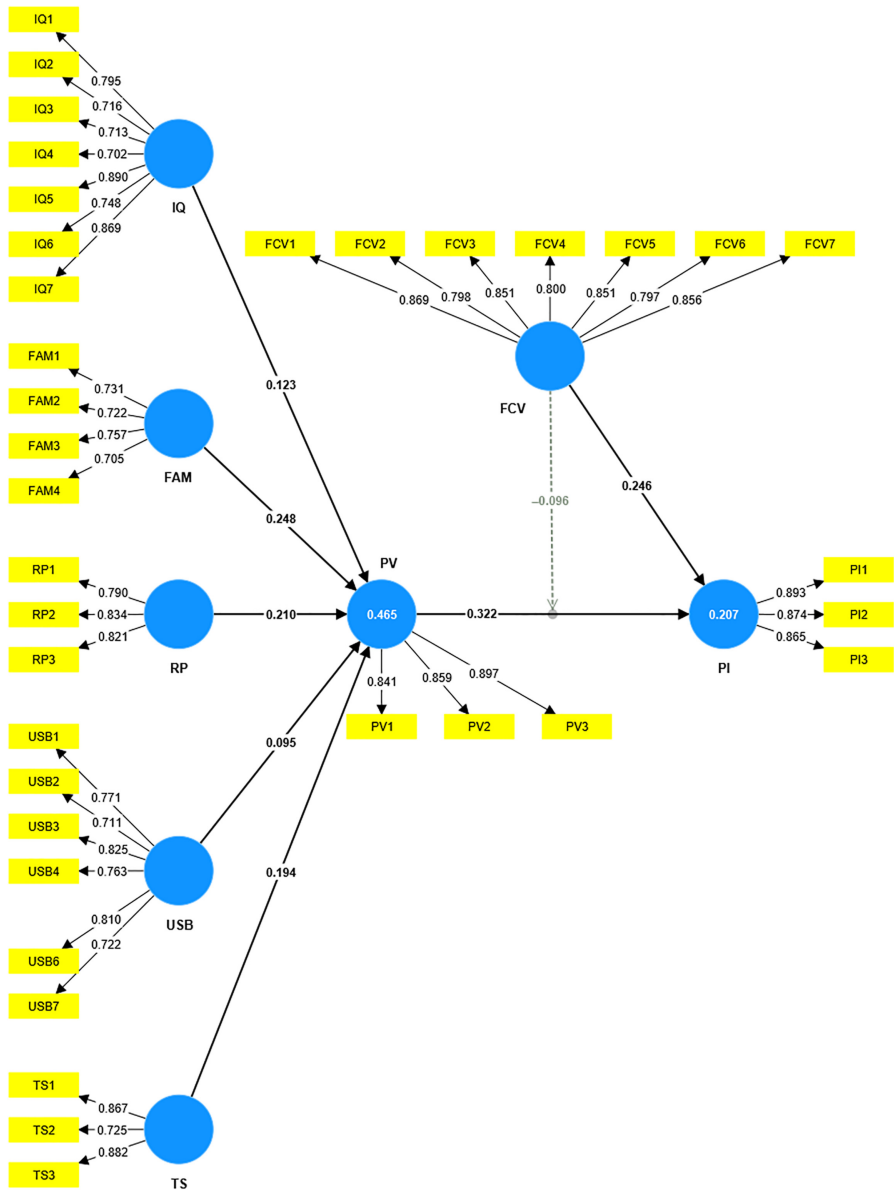 IQ1
IQ2
IQ3
IQ4
IQ5
IQ6
IQ7
0.795
0.716
0.713
0.702
0.890
0.748
0.869
IQ
FCV1
FCV2
FCV3
FCV4
FCV5
FCV6
FCV7
0.869
0.798
0.851
0.800
0.851
0.797
0.856
FCV
0.123
FAM1
FAM2
FAM3
FAM4
0.731
0.722
0.757
0.705
FAM
0.248
–0.096
0.246
RP1
RP2
RP3
0.790
0.834
0.821
RP
0.210
PV
0.465
0.322
0.207
PI
0.893
0.874
0.865
PI1
PI2
PI3
0.841
0.859
0.897
PV1
PV2
PV3
USB1
USB2
USB3
USB4
USB6
USB7
0.771
0.711
0.825
0.763
0.810
0.722
USB
0.095
0.194
TS1
TS2
TS3
0.867
0.725
0.882
TS